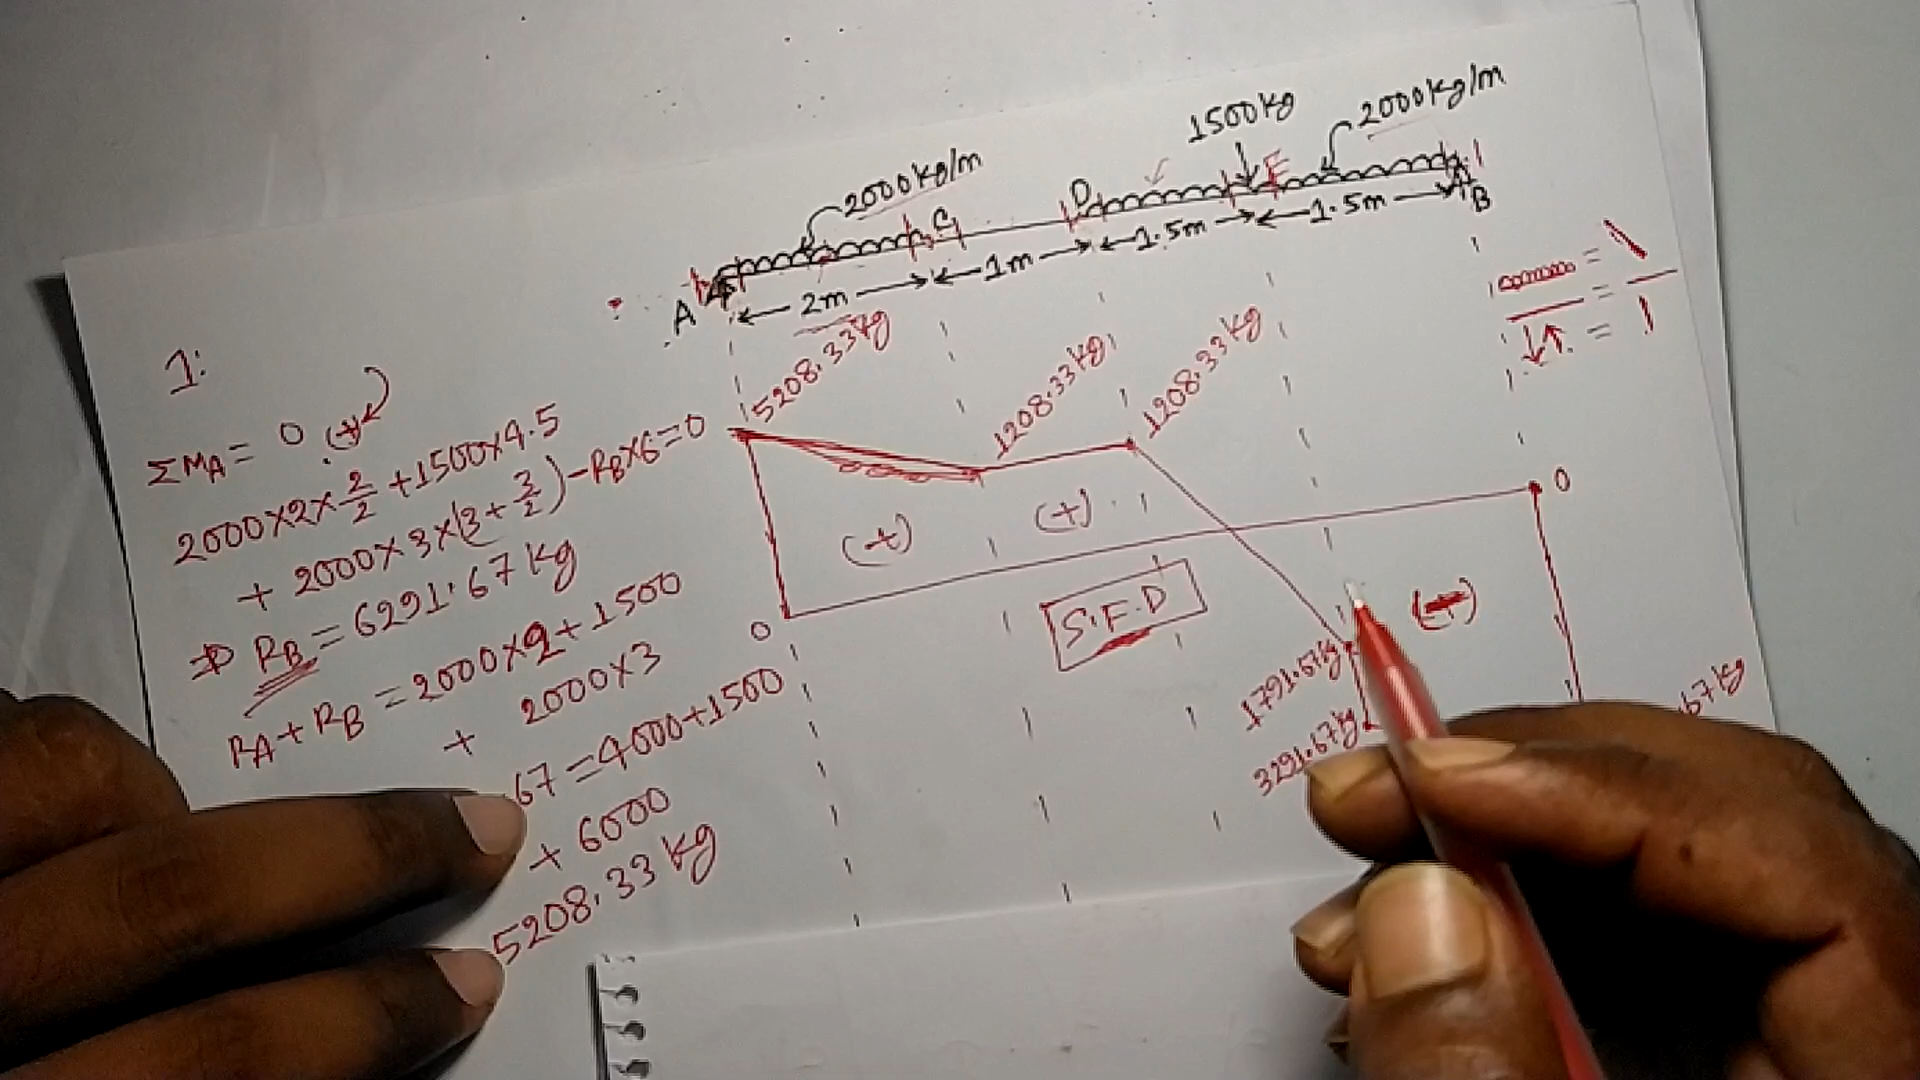 2000kg/m
1500kg
2000kg/m
A
C
D
E
B
2m
1m
1.5m
1.5m
1:
ΣMA = 0 (+)
2000×2×2/2 + 1500×4.5
+ 2000×3×(3+3/2) - RB×6=0
⇒ RB = 6291.67 kg
RA+RB = 2000×2+1500
+ 2000×3
67 = 4000+1500
+ 6000
5208.33 kg
5208.33kg
1208.33kg
1208.33kg
(+)
(+)
0
0
S.F.D
1791.67kg
3291.67kg
.67kg
= \
= —
↓↑ = |